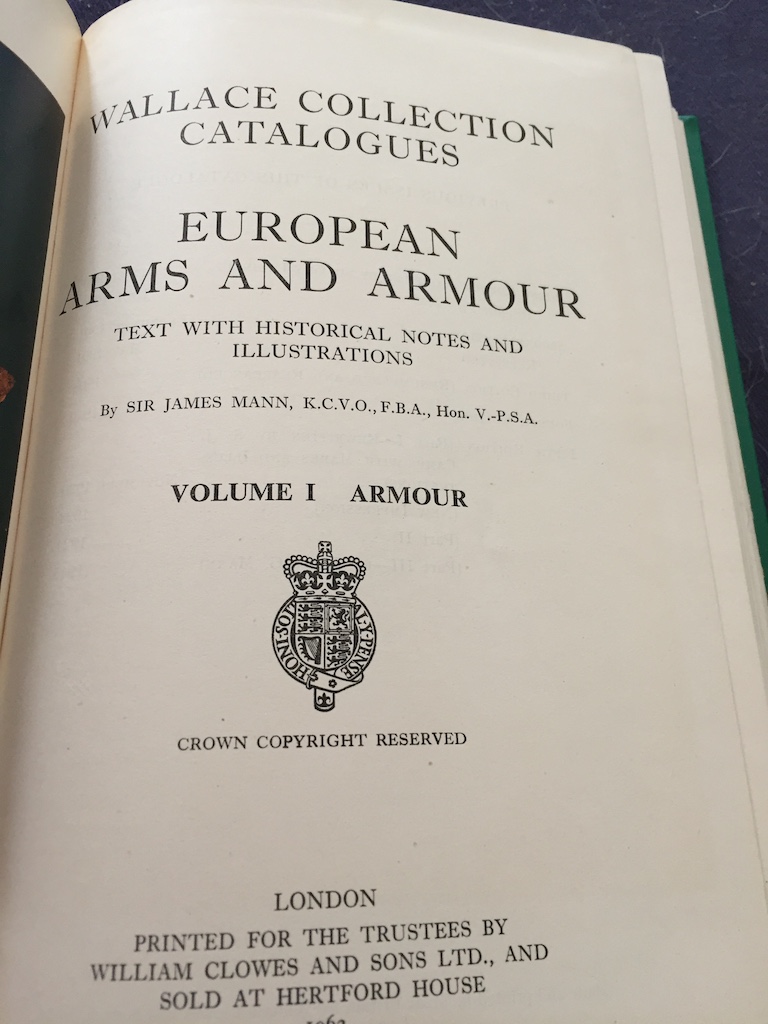 WALLACE COLLECTION
CATALOGUES
EUROPEAN
ARMS AND ARMOUR
TEXT WITH HISTORICAL NOTES AND
ILLUSTRATIONS
By SIR JAMES MANN, K.C.V.O., F.B.A., Hon. V.-P.S.A.
VOLUME I ARMOUR
HONI·SOIT
MAL·Y·PENSE
CROWN COPYRIGHT RESERVED
LONDON
PRINTED FOR THE TRUSTEES BY
WILLIAM CLOWES AND SONS LTD., AND
SOLD AT HERTFORD HOUSE